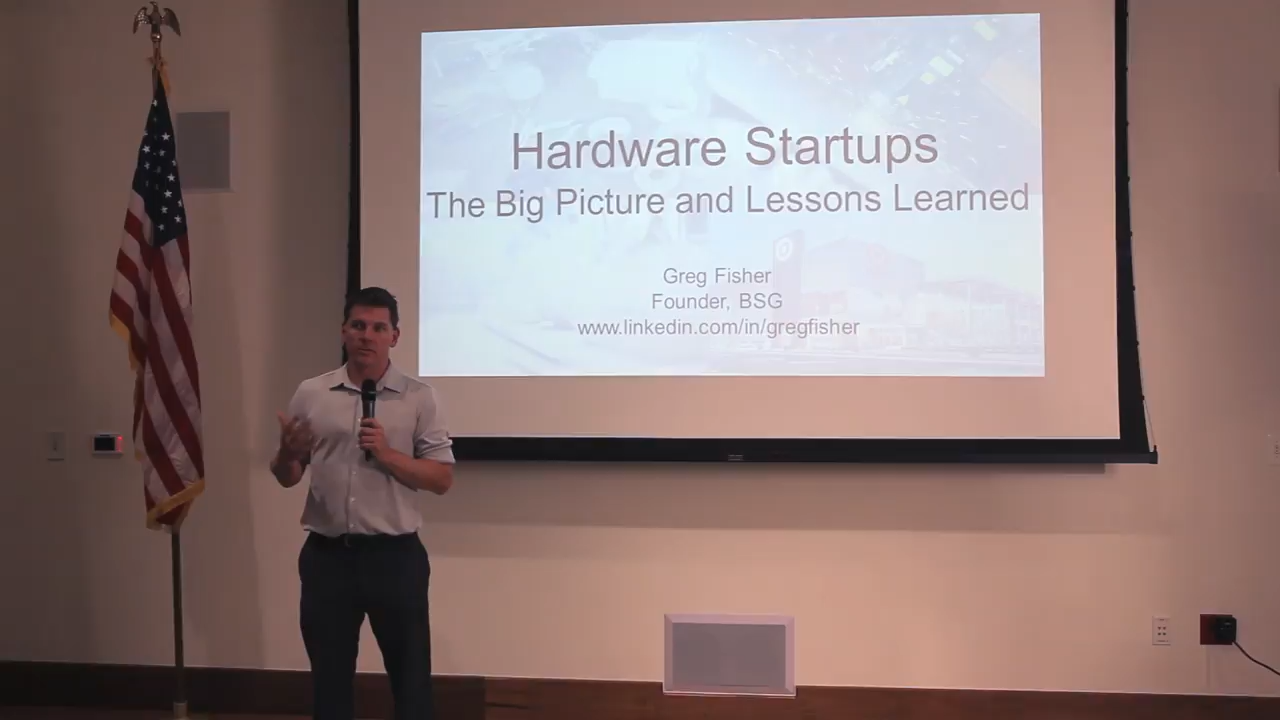 Hardware Startups
The Big Picture and Lessons Learned
Greg Fisher
Founder, BSG
www.linkedin.com/in/gregfisher